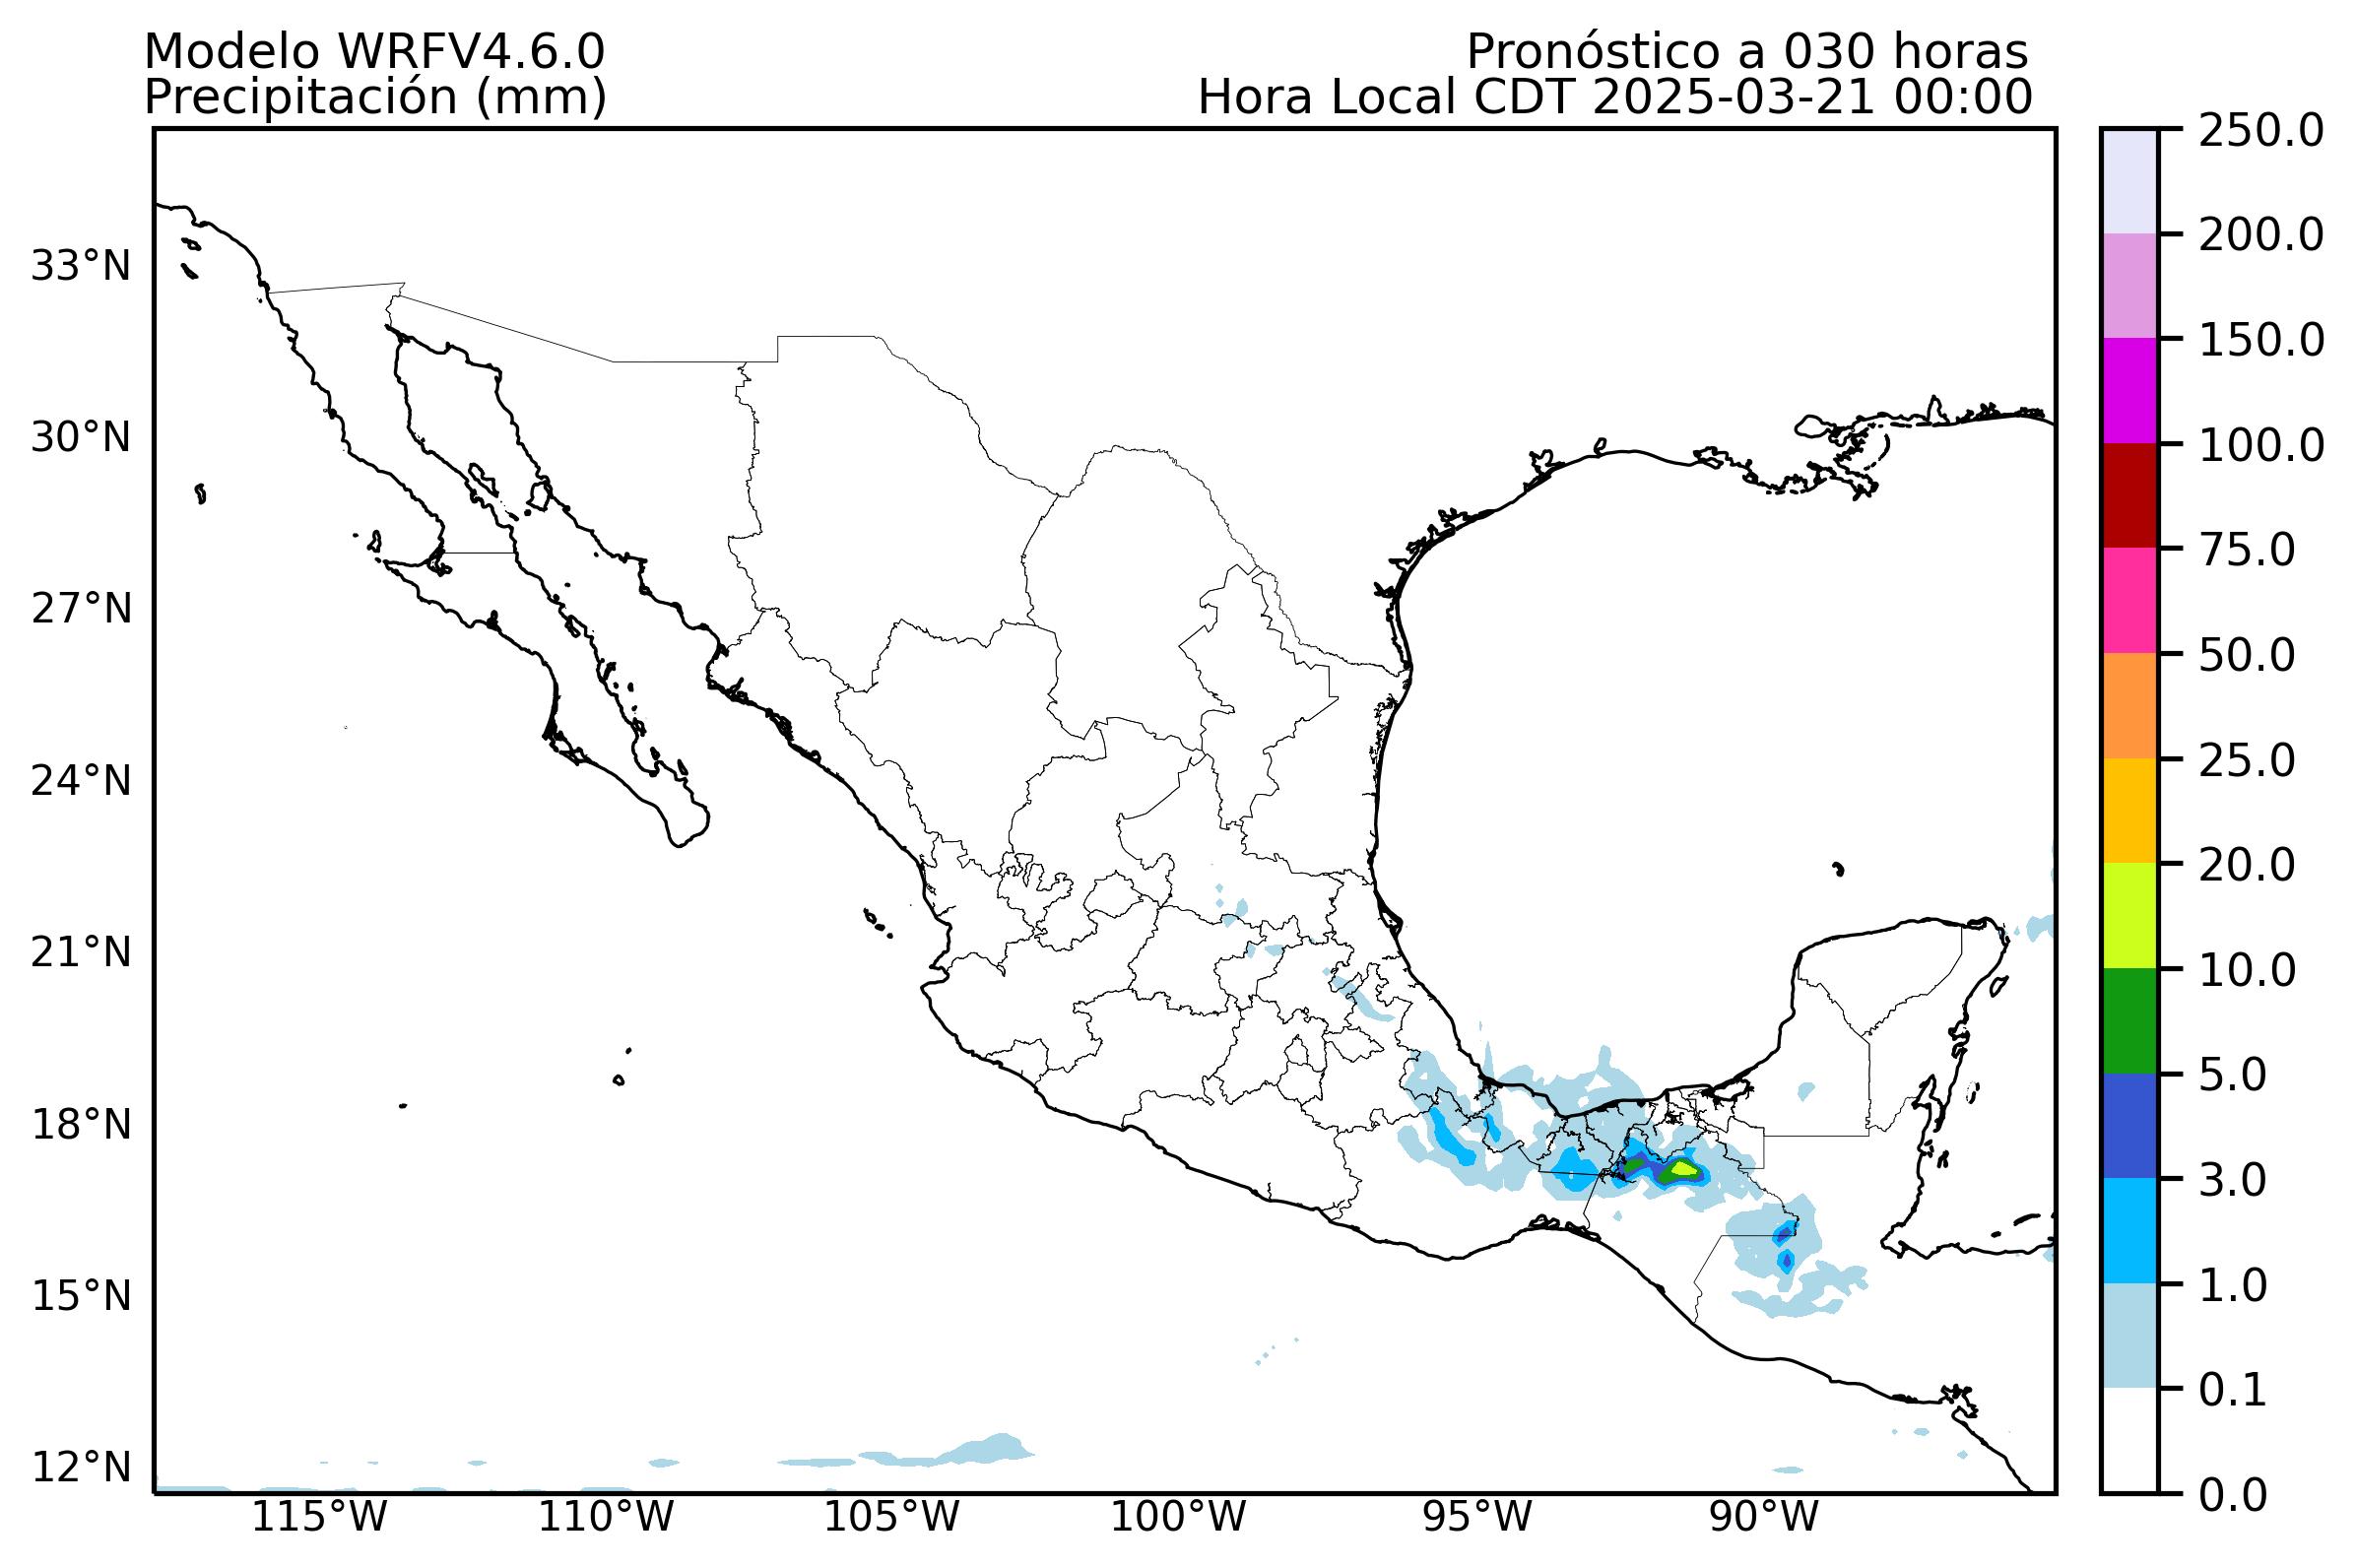 Modelo WRFV4.6.0
Precipitación (mm)
Pronóstico a 030 horas
Hora Local CDT 2025-03-21 00:00
33°N
30°N
27°N
24°N
21°N
18°N
15°N
12°N
115°W
110°W
105°W
100°W
95°W
90°W
250.0
200.0
150.0
100.0
75.0
50.0
25.0
20.0
10.0
5.0
3.0
1.0
0.1
0.0